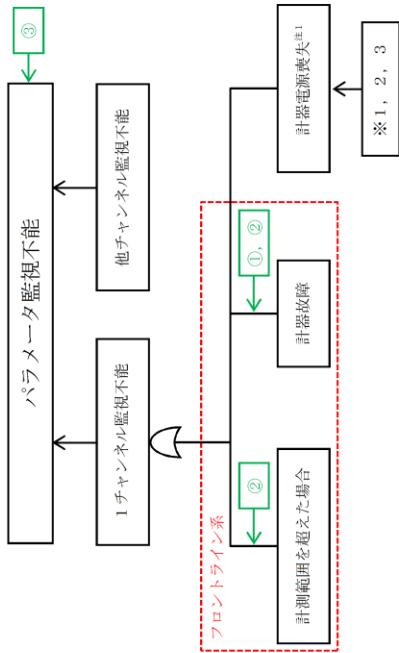 ③
パラメータ監視不能
1チャンネル監視不能
他チャンネル監視不能
フロントライン系
②
①,②
計測範囲を超えた場合
計器故障
計器電源喪失注1
※1,2,3